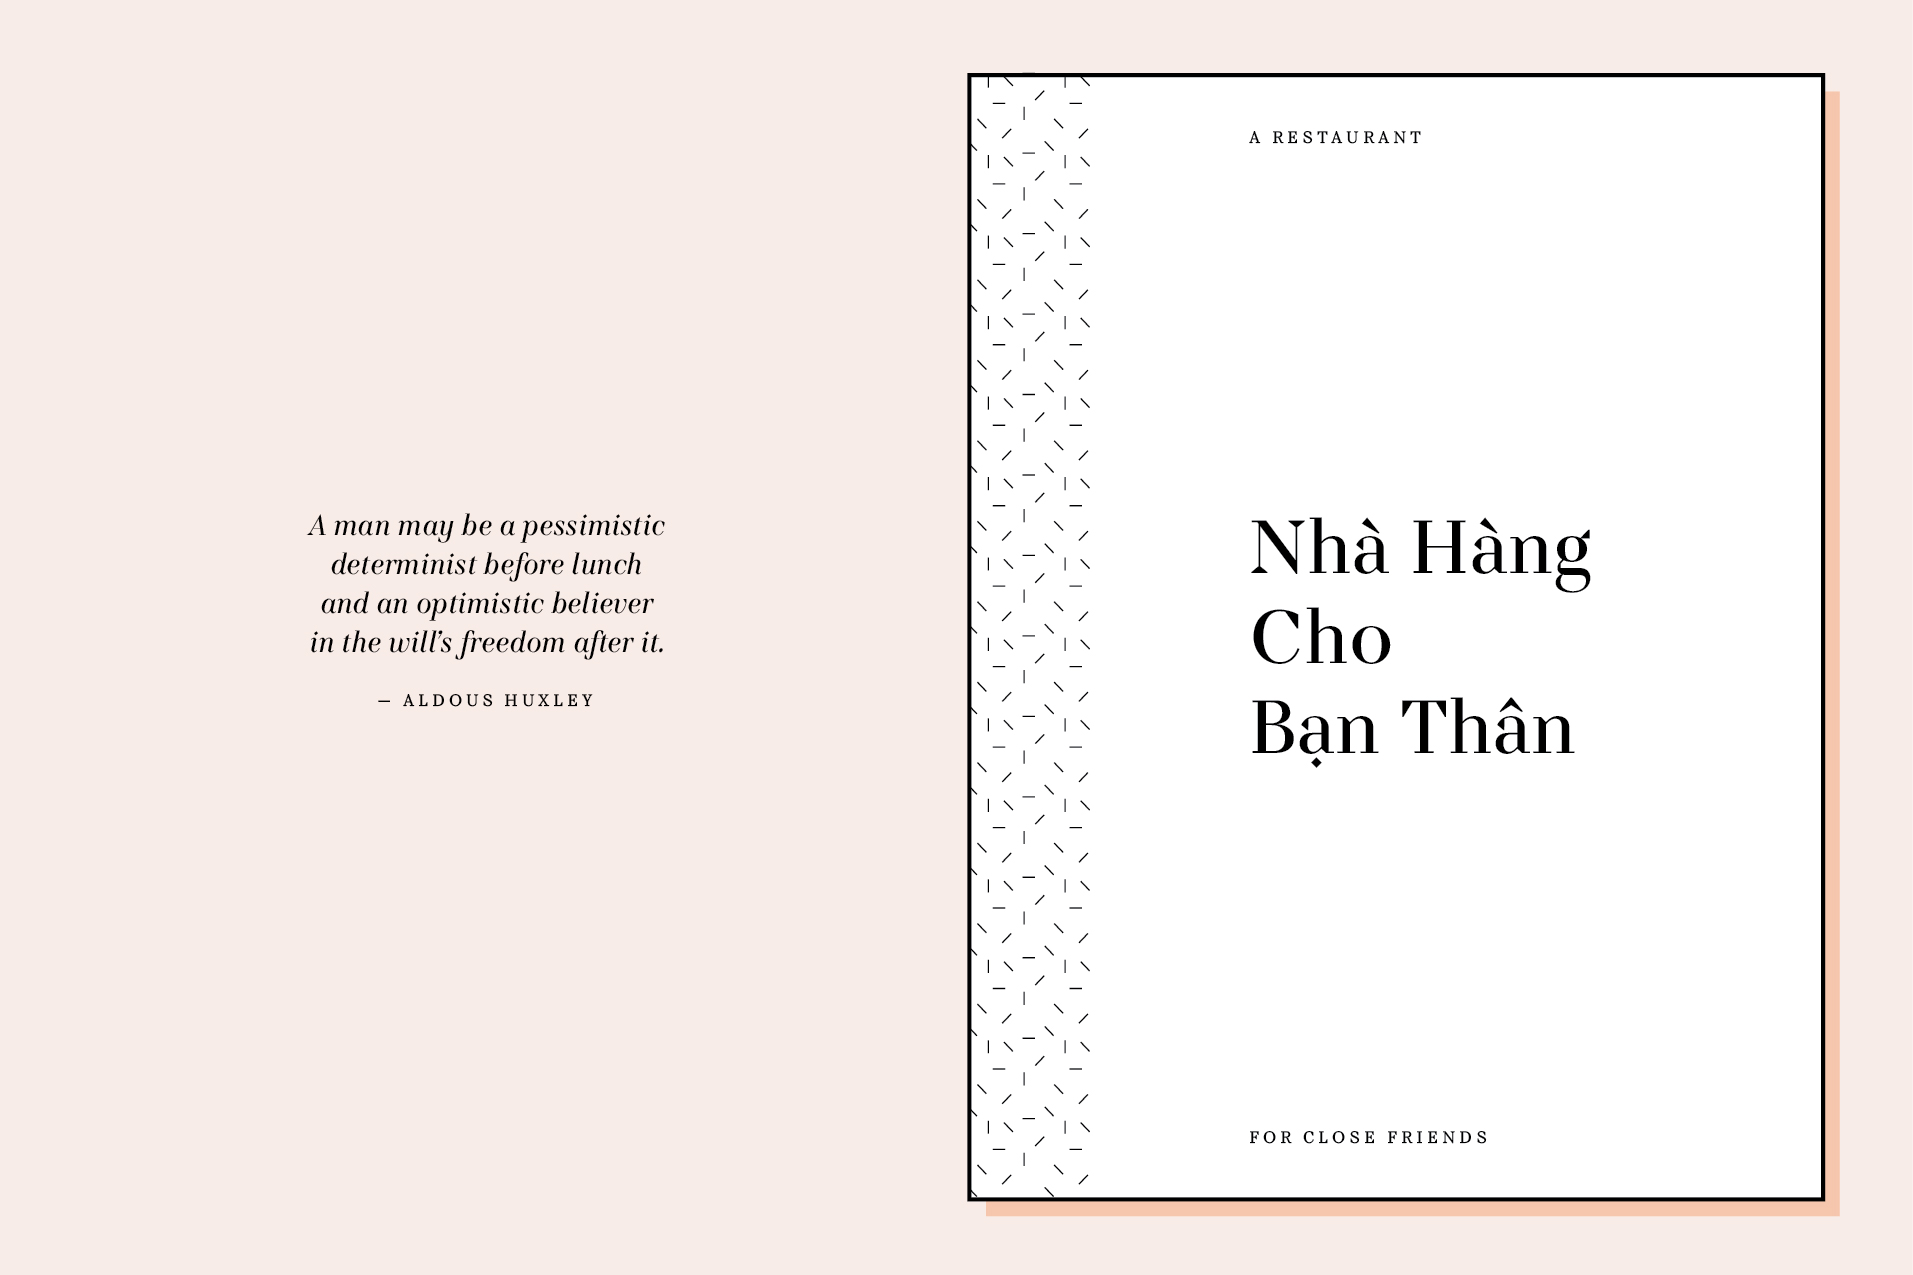 A man may be a pessimistic
determinist before lunch
and an optimistic believer
in the will’s freedom after it.
— ALDOUS HUXLEY
A RESTAURANT
Nhà Hàng
Cho
Bạn Thân
FOR CLOSE FRIENDS